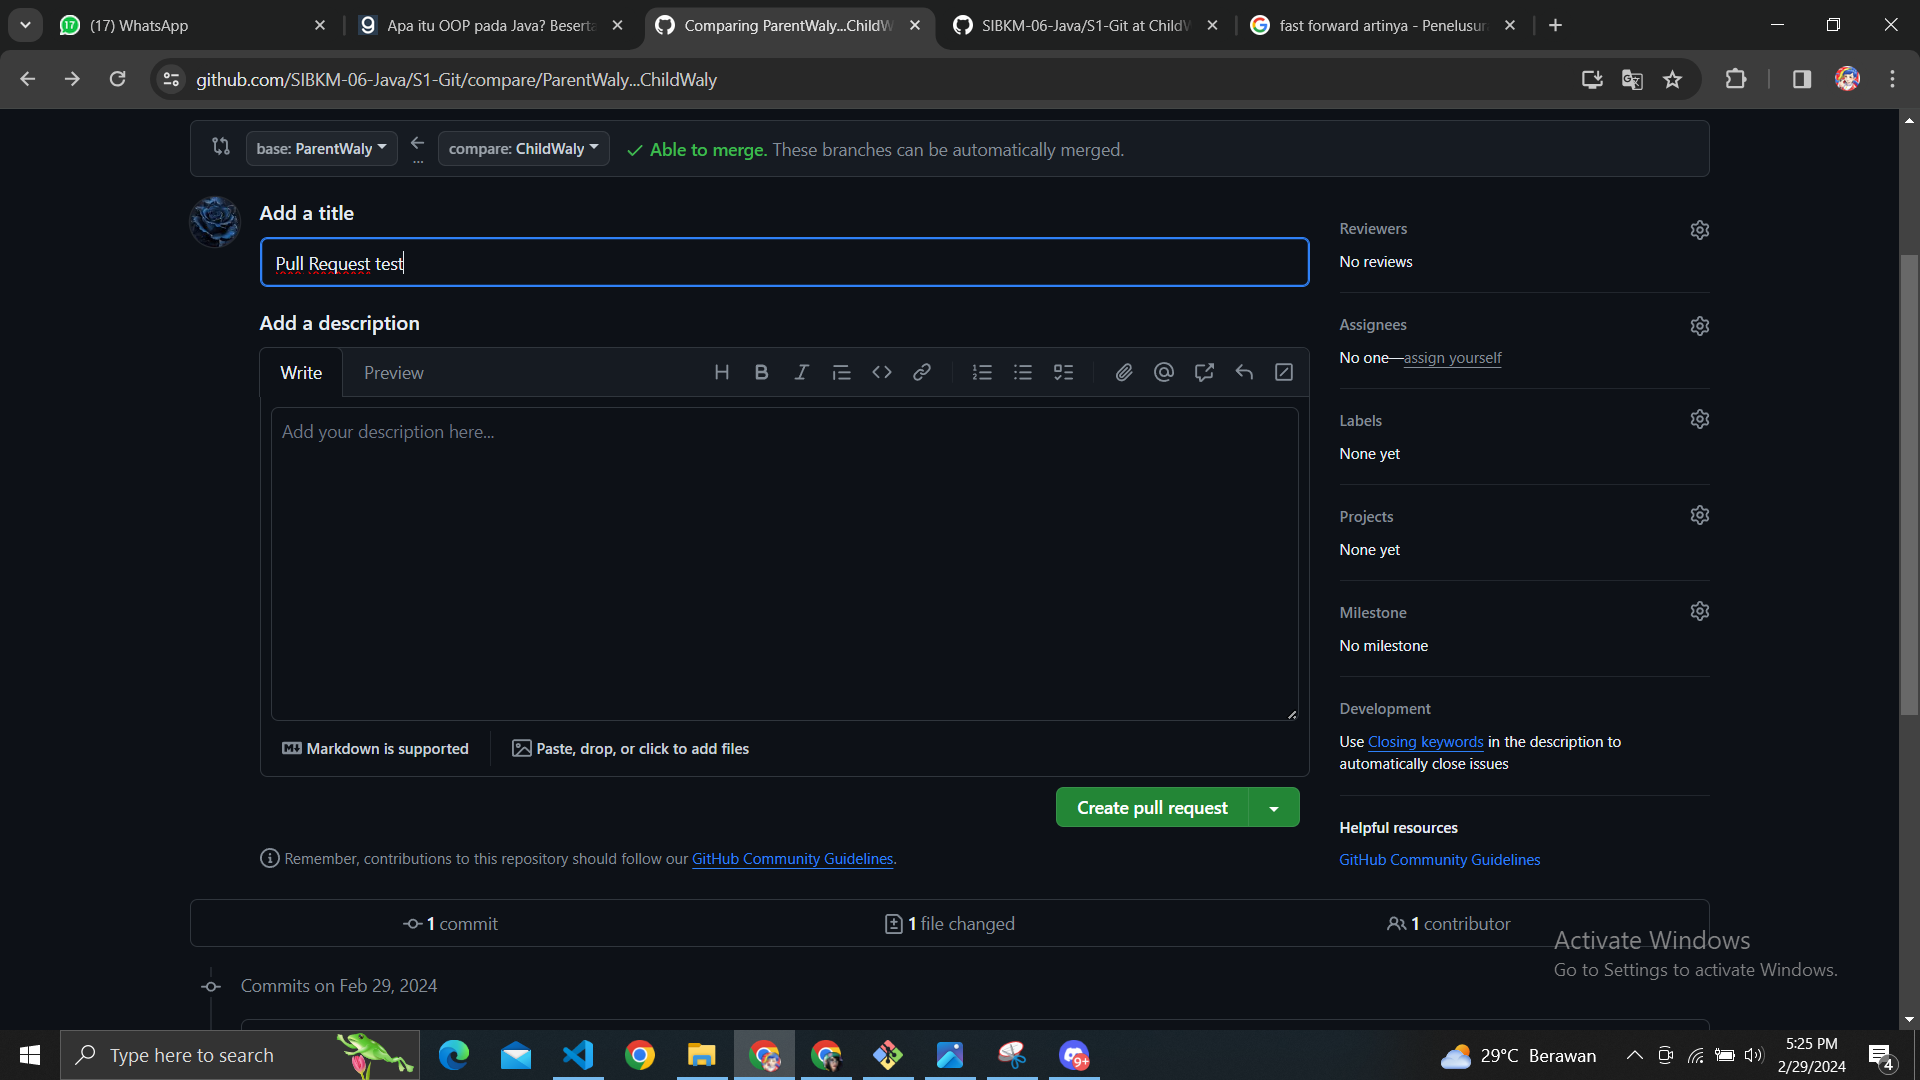 (17) WhatsApp
Apa itu OOP pada Java? Beserta
Comparing ParentWaly...ChildW
SIBKM-06-Java/S1-Git at ChildW
fast forward artinya - Penelusur
github.com/SIBKM-06-Java/S1-Git/compare/ParentWaly...ChildWaly
base: ParentWaly
...
compare: ChildWaly
Able to merge. These branches can be automatically merged.
Add a title
Pull Request test
Add a description
Write
Preview
Add your description here...
Markdown is supported
Paste, drop, or click to add files
Create pull request
Remember, contributions to this repository should follow our GitHub Community Guidelines.
Reviewers
No reviews
Assignees
No one—assign yourself
Labels
None yet
Projects
None yet
Milestone
No milestone
Development
Use Closing keywords in the description to
automatically close issues
Helpful resources
GitHub Community Guidelines
1 commit
1 file changed
1 contributor
Commits on Feb 29, 2024
Activate Windows
Go to Settings to activate Windows.
Type here to search
29°C Berawan
5:25 PM
2/29/2024
4